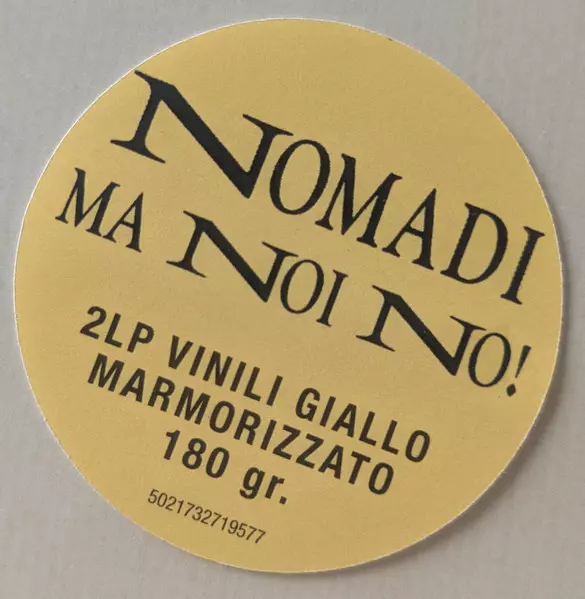 NOMADI
MA NOI NO!
2LP VINILI GIALLO
MARMORIZZATO
180 gr.
5021732719577